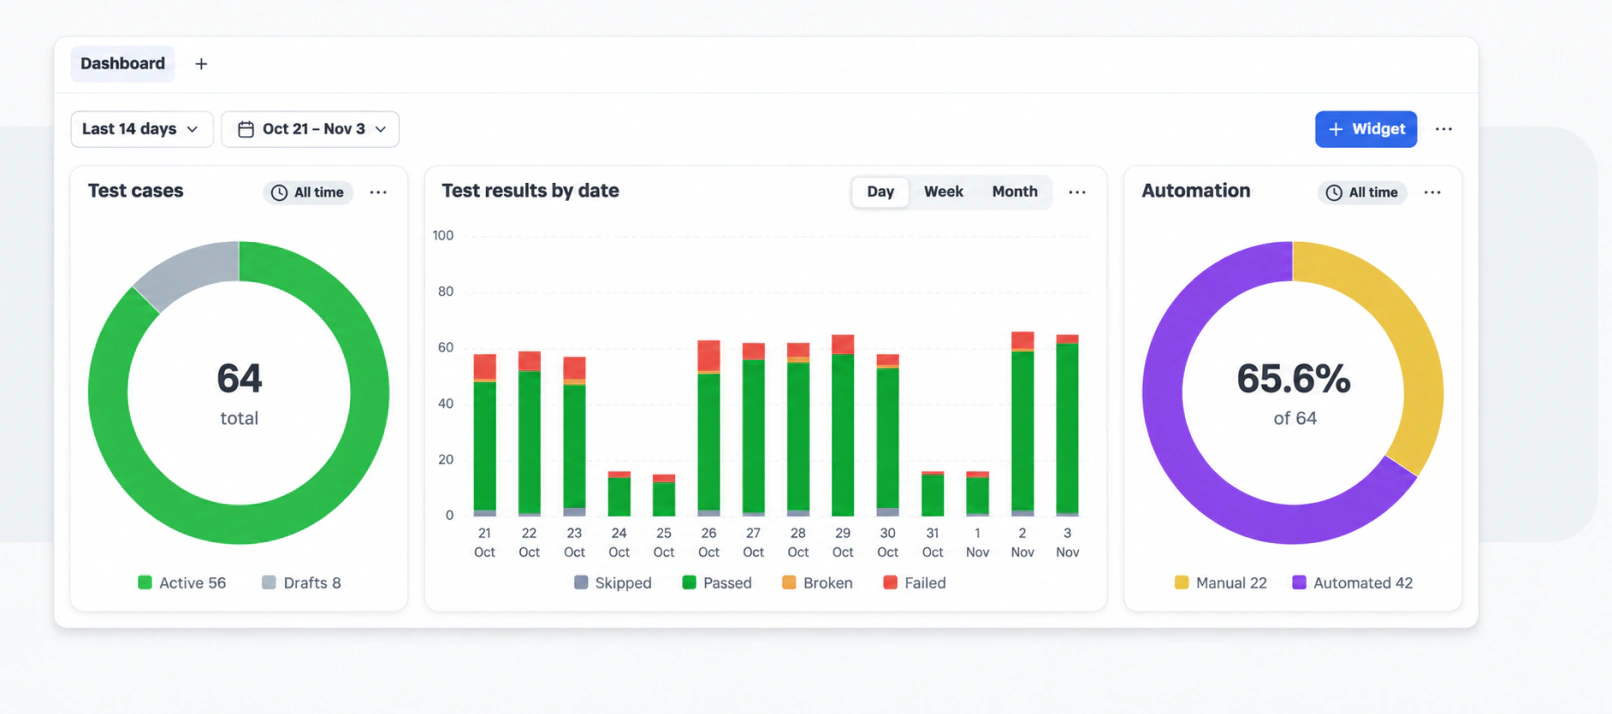 Dashboard +
Last 14 days
Oct 21 – Nov 3
+ Widget
Test cases
All time
64
total
Active 56
Drafts 8
Test results by date
Day Week Month
100
80
60
40
20
0
21 Oct
22 Oct
23 Oct
24 Oct
25 Oct
26 Oct
27 Oct
28 Oct
29 Oct
30 Oct
31 Oct
1 Nov
2 Nov
3 Nov
Skipped
Passed
Broken
Failed
Automation
All time
65.6%
of 64
Manual 22
Automated 42